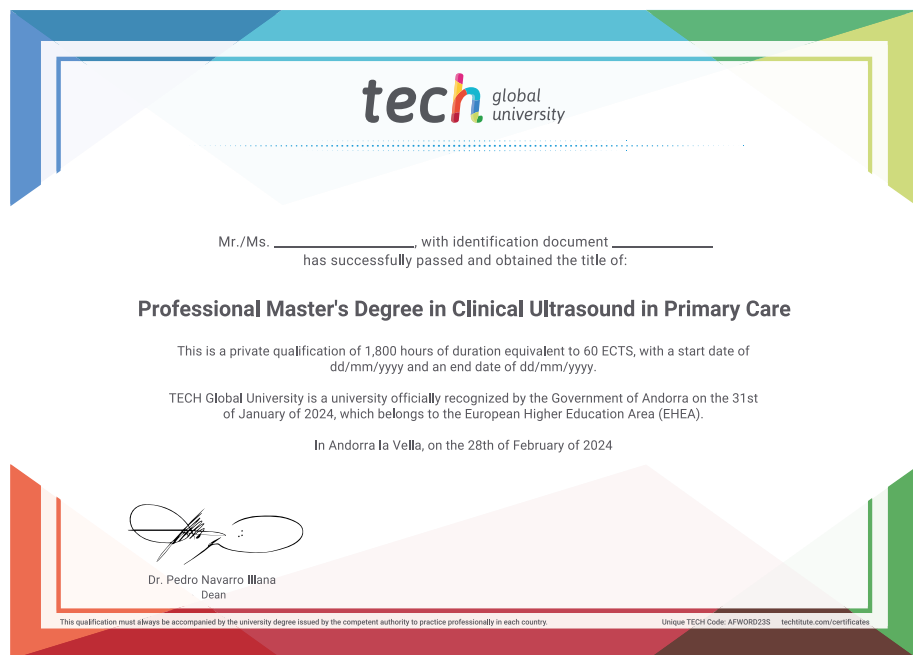 tech global university
Mr./Ms. , with identification document
has successfully passed and obtained the title of:
Professional Master's Degree in Clinical Ultrasound in Primary Care
This is a private qualification of 1,800 hours of duration equivalent to 60 ECTS, with a start date of
dd/mm/yyyy and an end date of dd/mm/yyyy.
TECH Global University is a university officially recognized by the Government of Andorra on the 31st
of January of 2024, which belongs to the European Higher Education Area (EHEA).
In Andorra la Vella, on the 28th of February of 2024
Dr. Pedro Navarro Illana
Dean
This qualification must always be accompanied by the university degree issued by the competent authority to practice professionally in each country.
Unique TECH Code: AFWORD23S techtitute.com/certificates